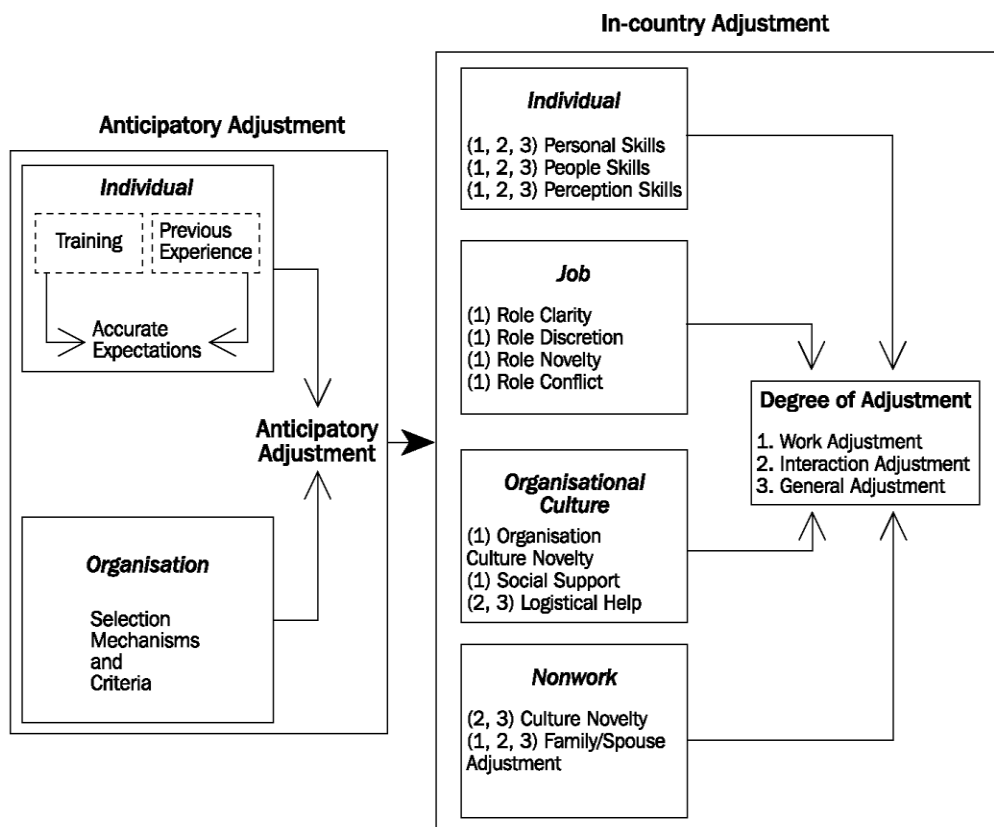 In-country Adjustment
Anticipatory Adjustment
Individual
Training
Previous
Experience
Accurate
Expectations
Anticipatory
Adjustment
Organisation
Selection
Mechanisms
and
Criteria
Individual
(1, 2, 3) Personal Skills
(1, 2, 3) People Skills
(1, 2, 3) Perception Skills
Job
(1) Role Clarity
(1) Role Discretion
(1) Role Novelty
(1) Role Conflict
Organisational
Culture
(1) Organisation
Culture Novelty
(1) Social Support
(2, 3) Logistical Help
Nonwork
(2, 3) Culture Novelty
(1, 2, 3) Family/Spouse
Adjustment
Degree of Adjustment
1. Work Adjustment
2. Interaction Adjustment
3. General Adjustment